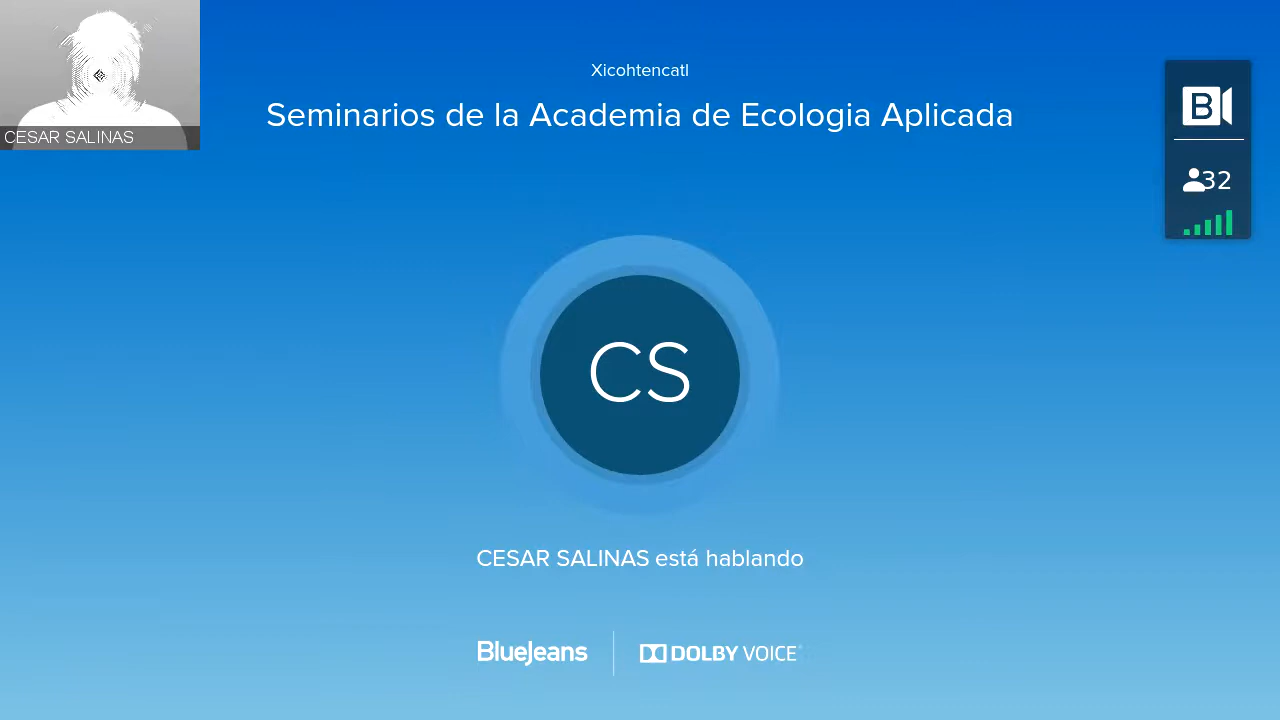 CESAR SALINAS
Xicohtencatl
Seminarios de la Academia de Ecologia Aplicada
B
32
CS
CESAR SALINAS está hablando
BlueJeans
DOLBY VOICE